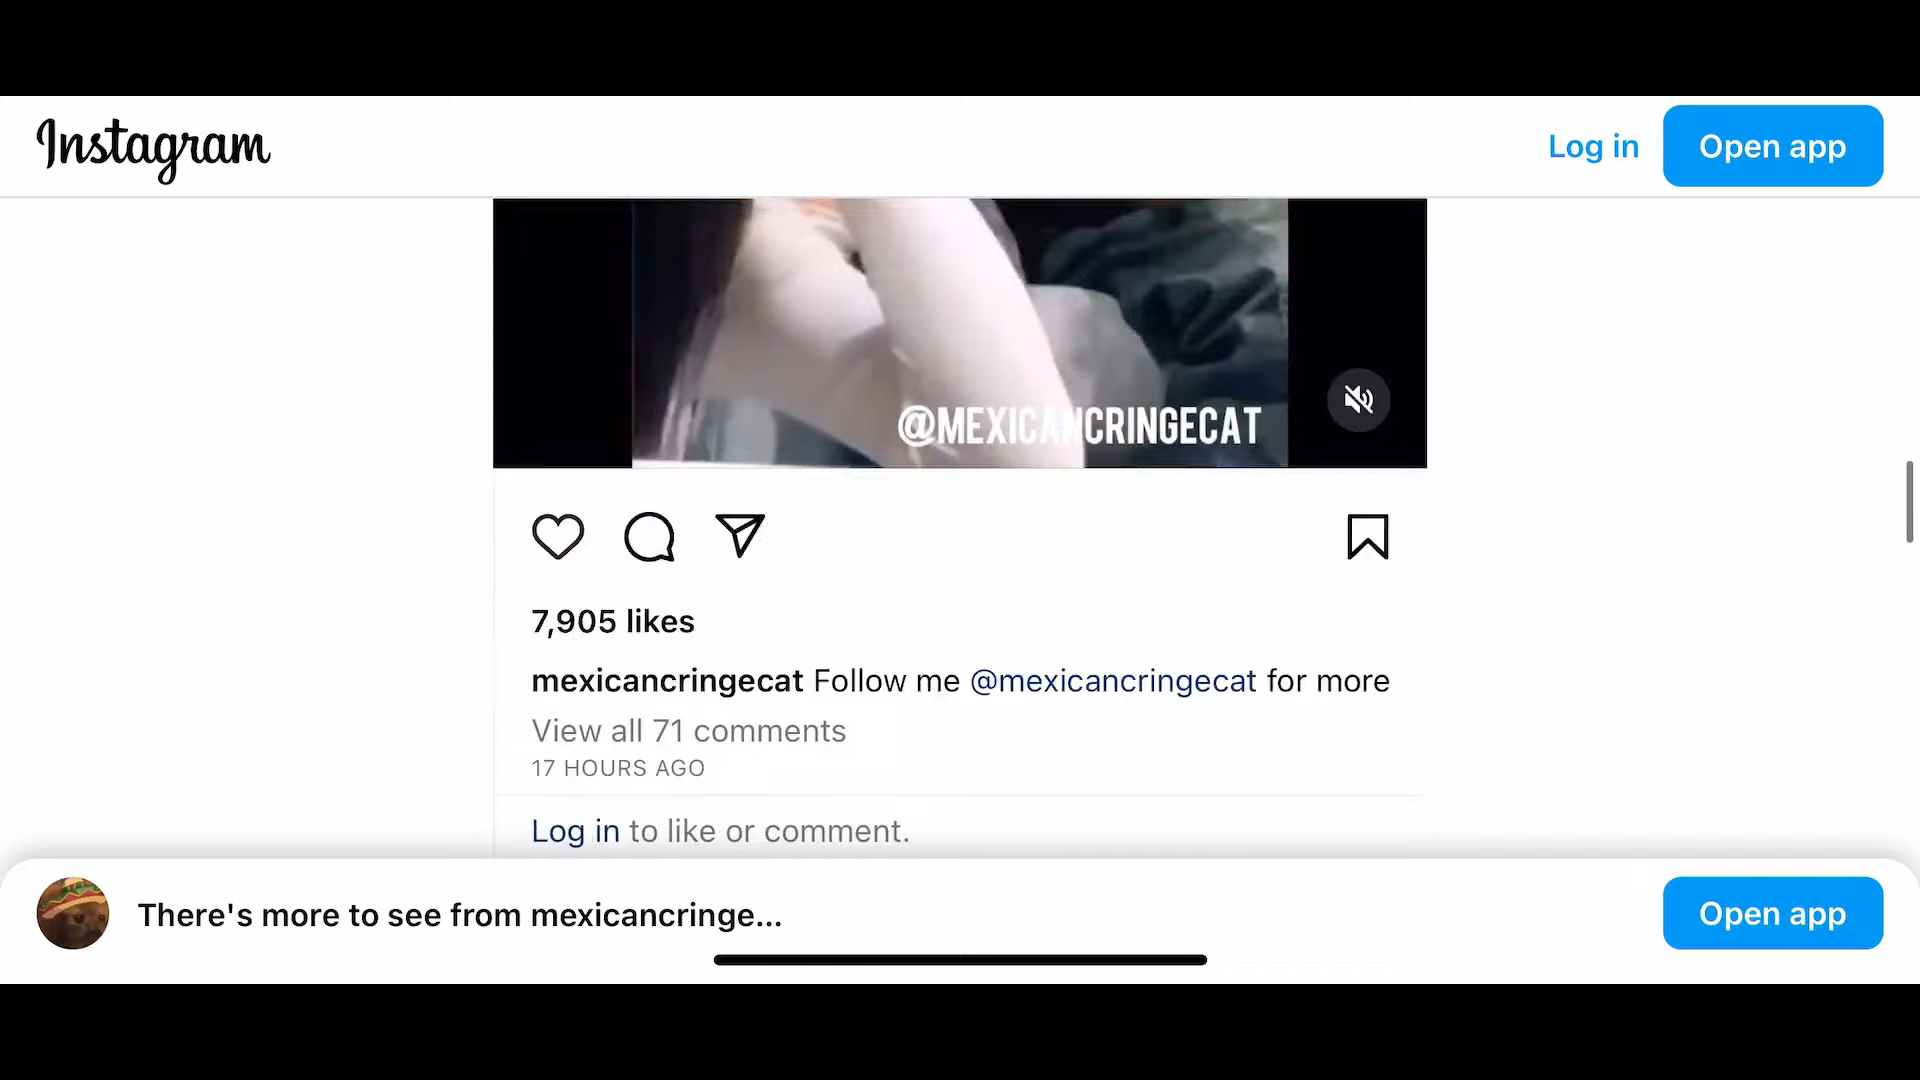 Instagram
Log in
Open app
@MEXICANCRINGECAT
7,905 likes
mexicancringecat Follow me @mexicancringecat for more
View all 71 comments
17 HOURS AGO
Log in to like or comment.
There's more to see from mexicancringe...
Open app